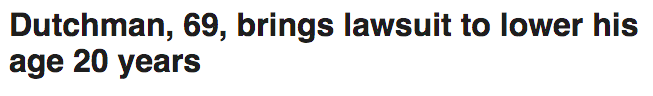 Dutchman, 69, brings lawsuit to lower his
age 20 years